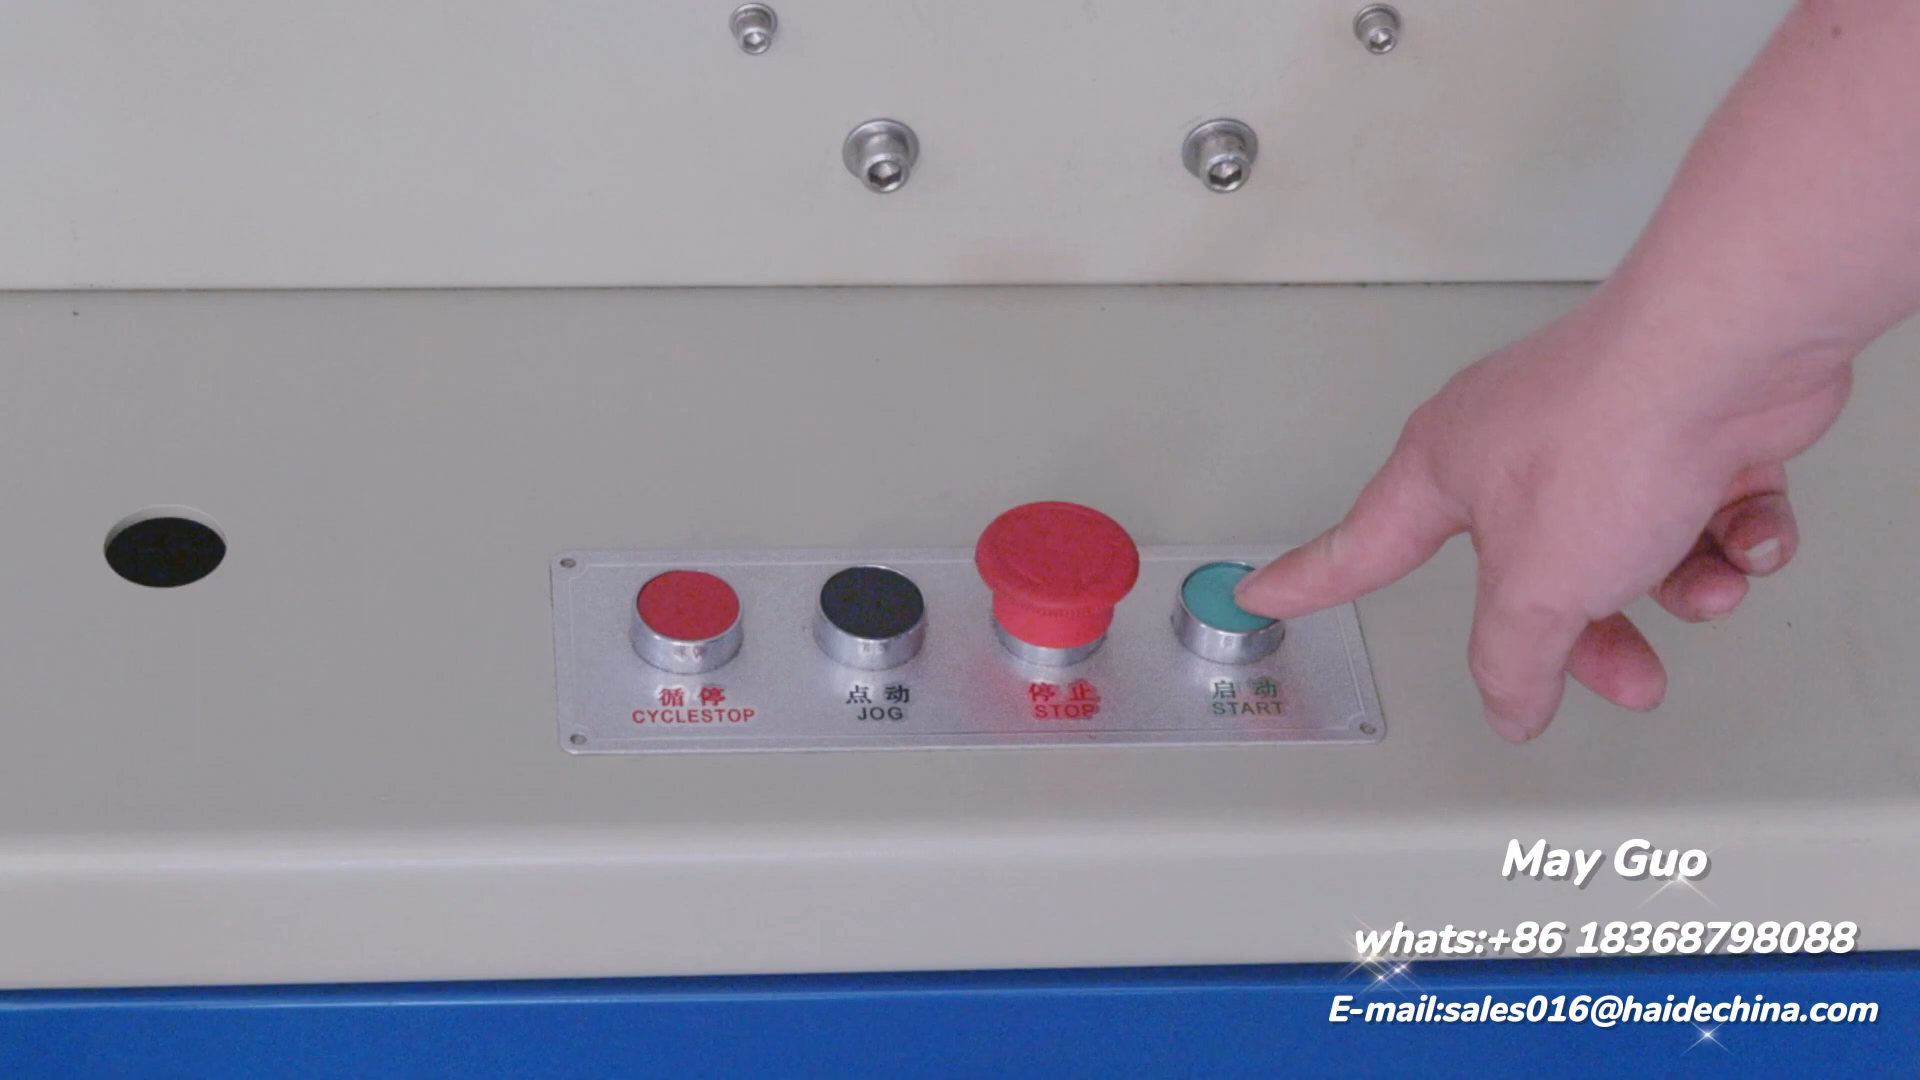 循停 点动 停止 启动
CYCLESTOP JOG STOP START
May Guo
whats:+86 18368798088
E-mail:sales016@haidechina.com